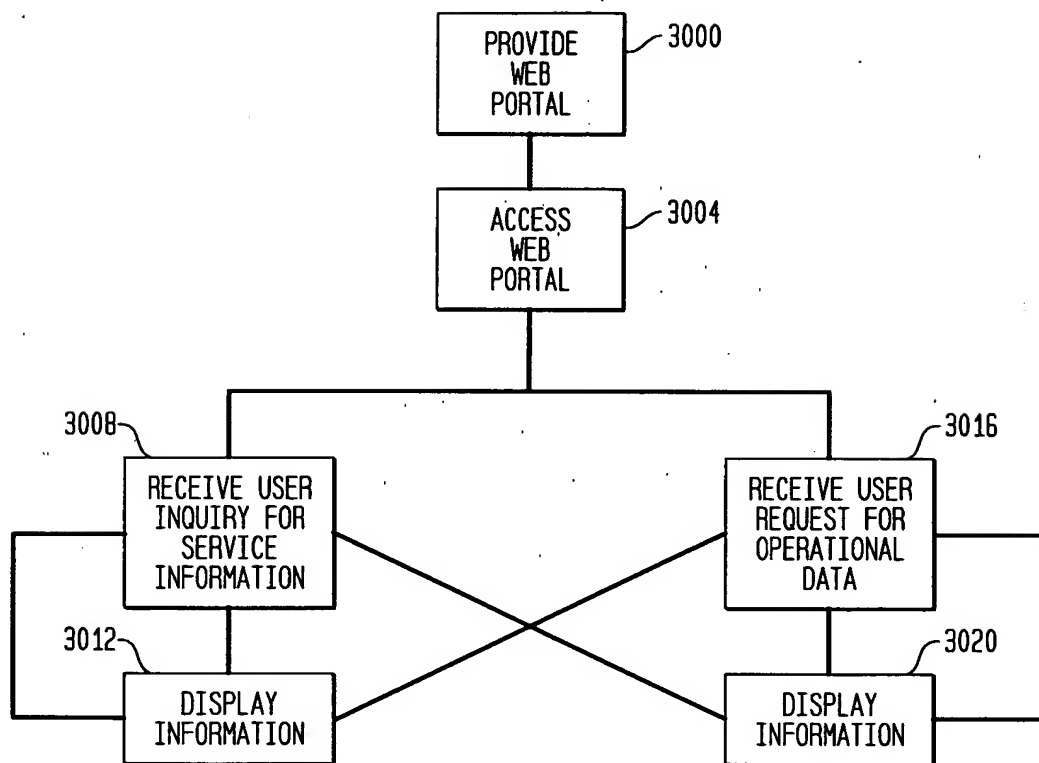 PROVIDE
WEB
PORTAL
3000
ACCESS
WEB
PORTAL
3004
3008
RECEIVE USER
INQUIRY FOR
SERVICE
INFORMATION
3016
RECEIVE USER
REQUEST FOR
OPERATIONAL
DATA
3012
DISPLAY
INFORMATION
3020
DISPLAY
INFORMATION